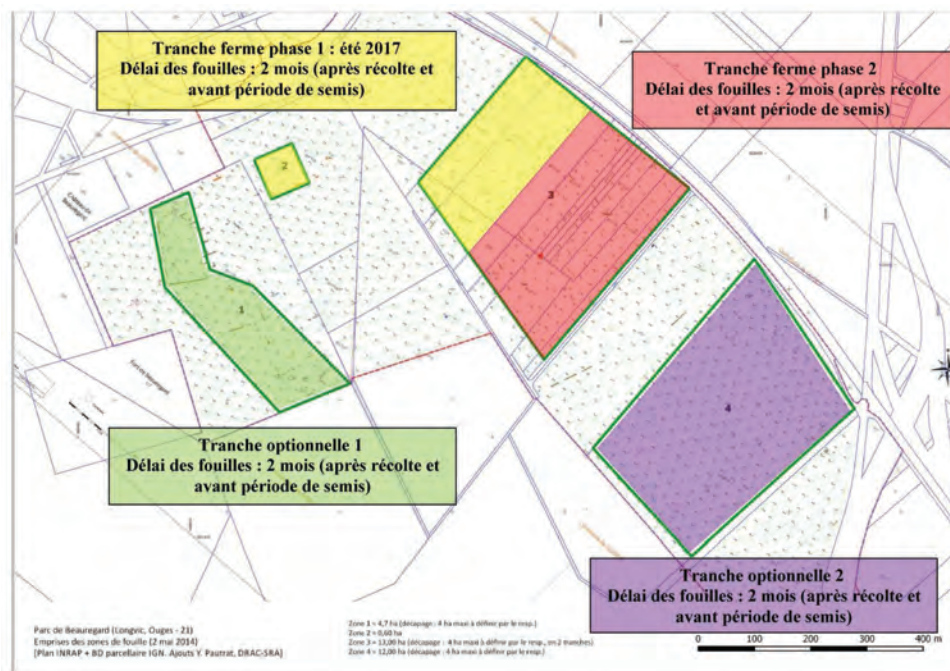 Tranche ferme phase 1 : été 2017
Délai des fouilles : 2 mois (après récolte et
avant période de semis)
Tranche ferme phase 2
Délai des fouilles : 2 mois (après récolte
et avant période de semis)
2
3
1
4
Tranche optionnelle 1
Délai des fouilles : 2 mois (après récolte et
avant période de semis)
Tranche optionnelle 2
Délai des fouilles : 2 mois (après récolte et
avant période de semis)
Parc de Beauregard (Longvic, Ouges - 21)
Emprises des zones de fouille (2 mai 2014)
[Plan INRAP + BD parcellaire IGN. Ajouts Y. Pautrat, DRAC-SRA]
Zone 1 = 4,7 ha (décapage : 4 ha maxi à définir par le resp.)
Zone 2 = 0,60 ha
Zone 3 = 13,00 ha (décapage : 4 ha maxi à définir par le resp., en 2 tranches)
Zone 4 = 12,00 ha (décapage : 4 ha maxi à définir par le resp.)
0 100 200 300 400 m